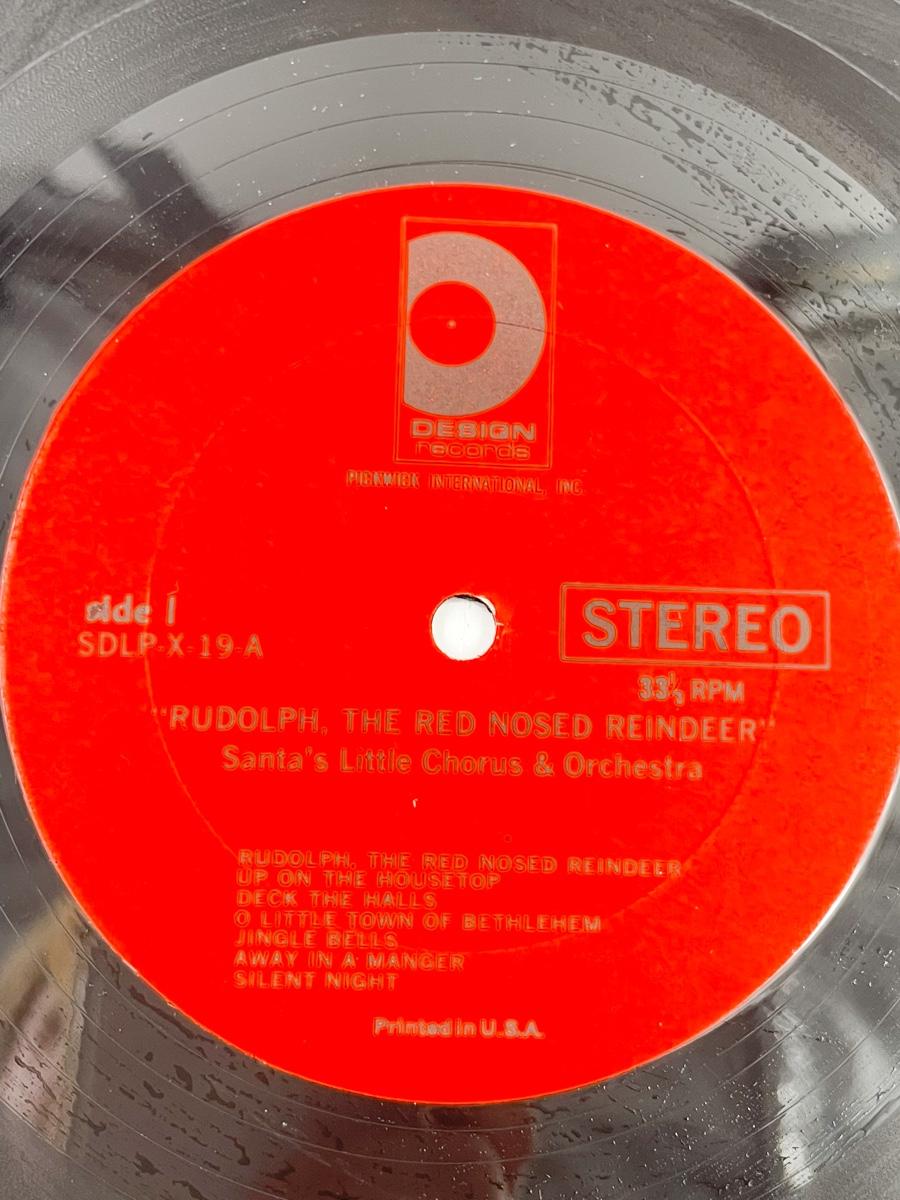 DESIGN
records
PICKWICK INTERNATIONAL, INC.
side 1
SDLP-X-19-A
STEREO
33⅓ RPM
"RUDOLPH, THE RED NOSED REINDEER"
Santa's Little Chorus & Orchestra
RUDOLPH, THE RED NOSED REINDEER
UP ON THE HOUSETOP
DECK THE HALLS
O LITTLE TOWN OF BETHLEHEM
JINGLE BELLS
AWAY IN A MANGER
SILENT NIGHT
Printed in U.S.A.